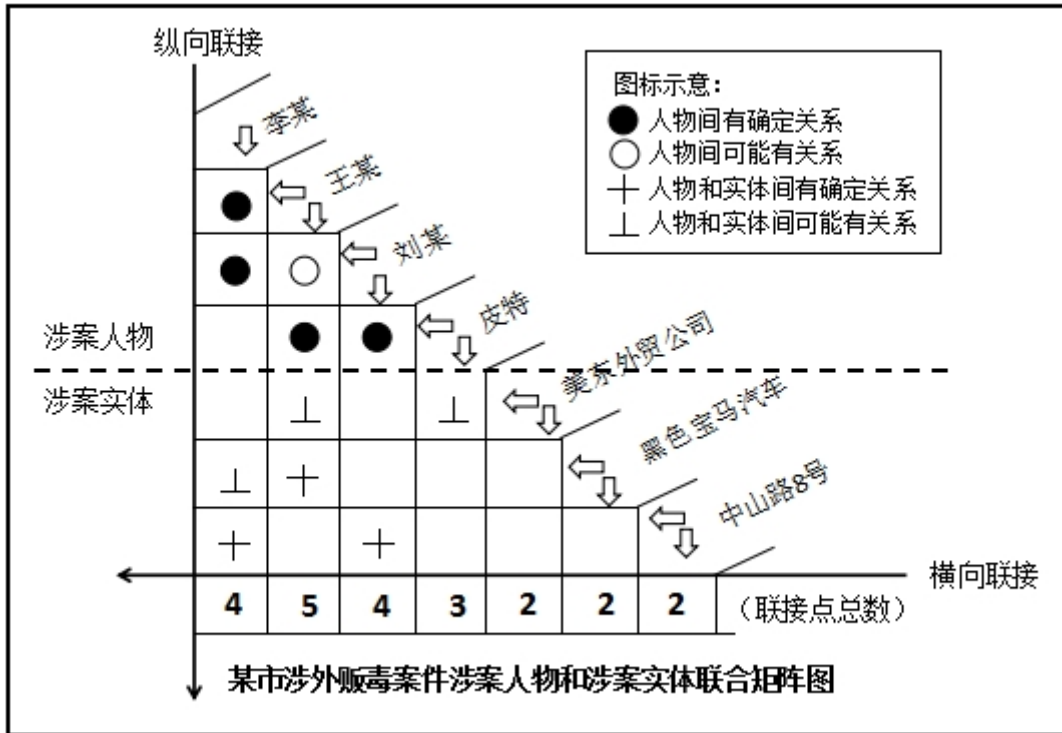 纵向联接
图标示意：
人物间有确定关系
人物间可能有关系
人物和实体间有确定关系
人物和实体间可能有关系
李某
王某
刘某
皮特
美东外贸公司
黑色宝马汽车
中山路8号
涉案人物
涉案实体
横向联接
4 5 4 3 2 2 2 （联接点总数）
某市涉外贩毒案件涉案人物和涉案实体联合矩阵图